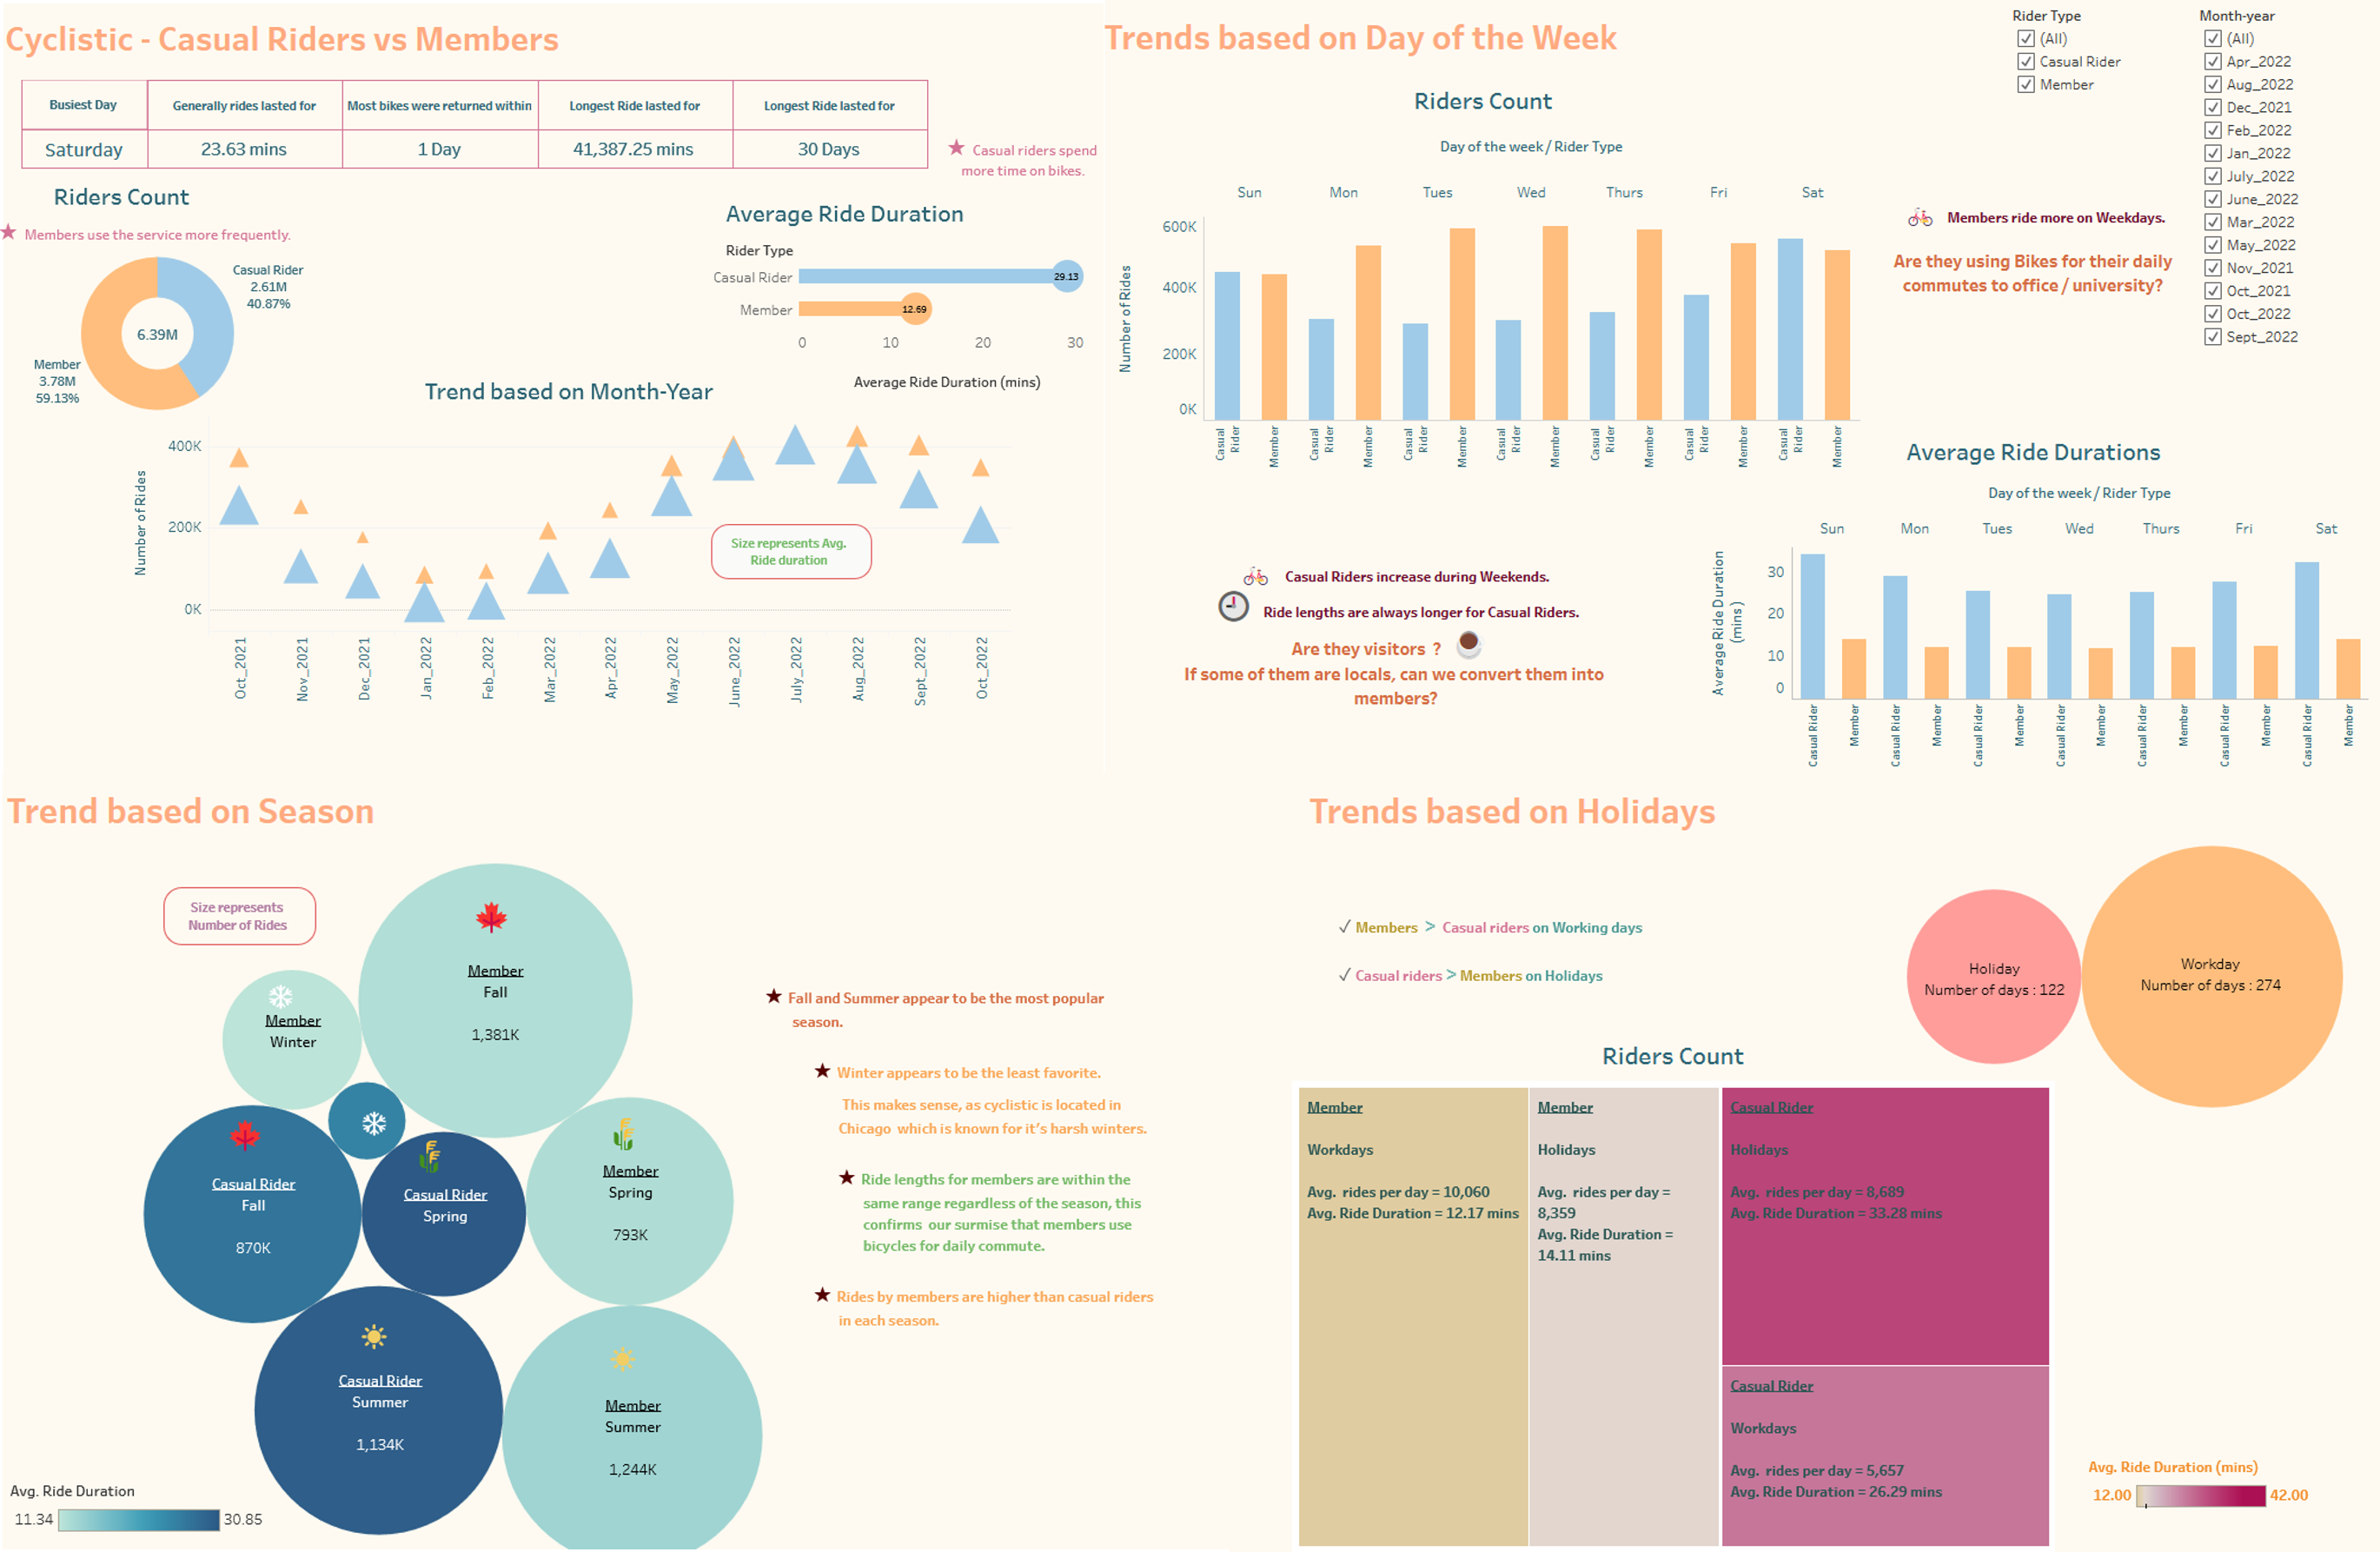 Cyclistic - Casual Riders vs Members
Busiest Day
Generally rides lasted for
Most bikes were returned within
Longest Ride lasted for
Longest Ride lasted for
Saturday
23.63 mins
1 Day
41,387.25 mins
30 Days
★ Casual riders spend
more time on bikes.
Riders Count
★ Members use the service more frequently.
Casual Rider
2.61M
40.87%
6.39M
Member
3.78M
59.13%
Average Ride Duration
Rider Type
Casual Rider
29.13
Member
12.69
0
10
20
30
Average Ride Duration (mins)
Trend based on Month-Year
Number of Rides
400K
200K
0K
Size represents Avg.
Ride duration
Oct_2021
Nov_2021
Dec_2021
Jan_2022
Feb_2022
Mar_2022
Apr_2022
May_2022
June_2022
July_2022
Aug_2022
Sept_2022
Oct_2022
Trends based on Day of the Week
Rider Type
(All)
Casual Rider
Member
Month-year
(All)
Apr_2022
Aug_2022
Dec_2021
Feb_2022
Jan_2022
July_2022
June_2022
Mar_2022
May_2022
Nov_2021
Oct_2021
Oct_2022
Sept_2022
Riders Count
Day of the week / Rider Type
Sun
Mon
Tues
Wed
Thurs
Fri
Sat
Number of Rides
600K
400K
200K
0K
Casual
Rider
Member
Casual
Rider
Member
Casual
Rider
Member
Casual
Rider
Member
Casual
Rider
Member
Casual
Rider
Member
Casual
Rider
Member
Members ride more on Weekdays.
Are they using Bikes for their daily
commutes to office / university?
Casual Riders increase during Weekends.
Ride lengths are always longer for Casual Riders.
Are they visitors ?
If some of them are locals, can we convert them into
members?
Average Ride Durations
Day of the week / Rider Type
Sun
Mon
Tues
Wed
Thurs
Fri
Sat
Average Ride Duration
(mins )
30
20
10
0
Casual Rider
Member
Casual Rider
Member
Casual Rider
Member
Casual Rider
Member
Casual Rider
Member
Casual Rider
Member
Casual Rider
Member
Trend based on Season
Size represents
Number of Rides
Member
Fall
1,381K
Member
Winter
Casual Rider
Fall
870K
Casual Rider
Spring
Member
Spring
793K
Casual Rider
Summer
1,134K
Member
Summer
1,244K
Avg. Ride Duration
11.34
30.85
★ Fall and Summer appear to be the most popular
season.
★ Winter appears to be the least favorite.
This makes sense, as cyclistic is located in
Chicago which is known for it's harsh winters.
★ Ride lengths for members are within the
same range regardless of the season, this
confirms our surmise that members use
bicycles for daily commute.
★ Rides by members are higher than casual riders
in each season.
Trends based on Holidays
✓ Members > Casual riders on Working days
✓ Casual riders > Members on Holidays
Holiday
Number of days : 122
Workday
Number of days : 274
Riders Count
Member
Workdays
Avg. rides per day = 10,060
Avg. Ride Duration = 12.17 mins
Member
Holidays
Avg. rides per day =
8,359
Avg. Ride Duration =
14.11 mins
Casual Rider
Holidays
Avg. rides per day = 8,689
Avg. Ride Duration = 33.28 mins
Casual Rider
Workdays
Avg. rides per day = 5,657
Avg. Ride Duration = 26.29 mins
Avg. Ride Duration (mins)
12.00
42.00